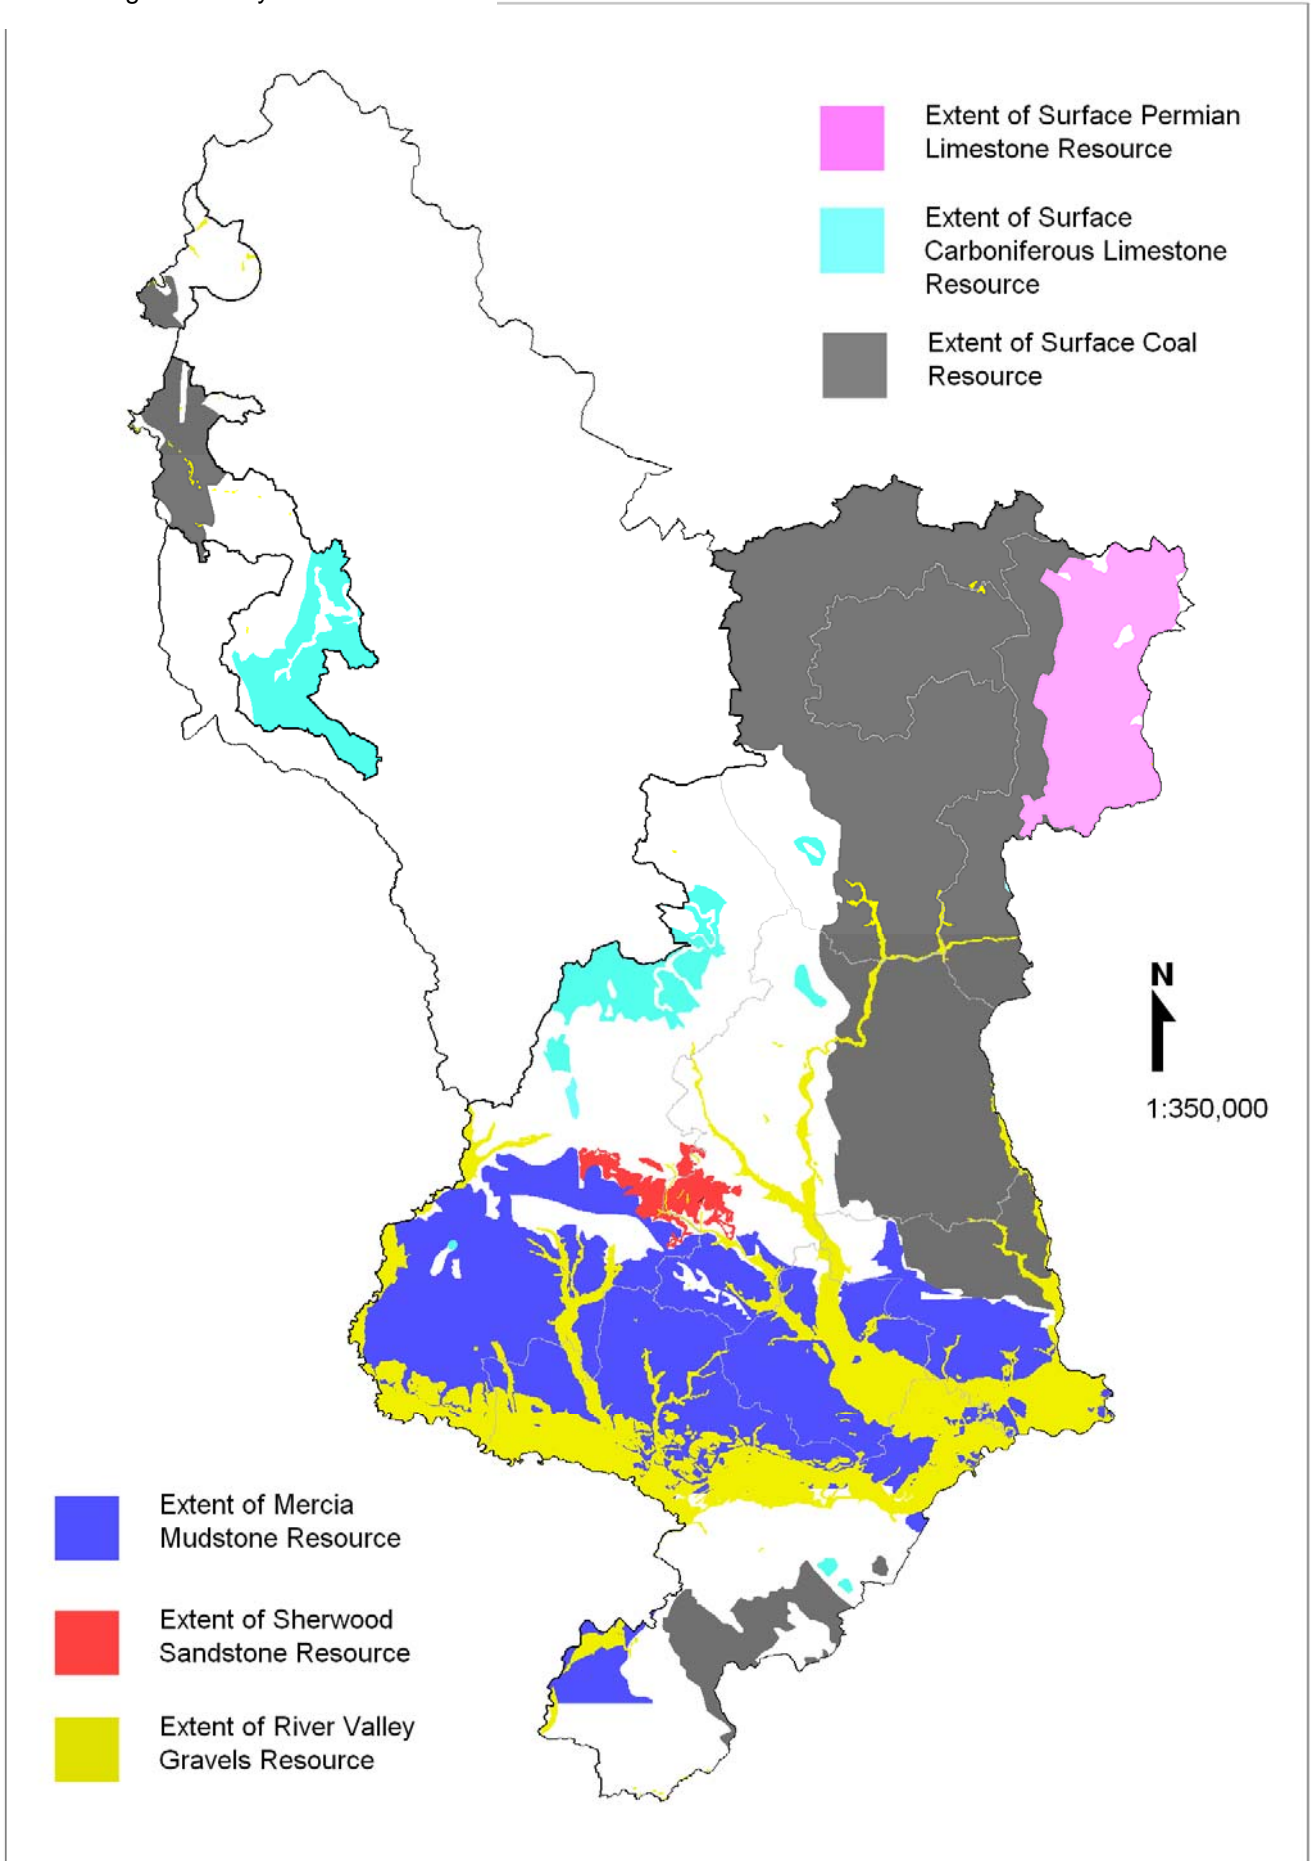 Extent of Surface Permian
Limestone Resource
Extent of Surface
Carboniferous Limestone
Resource
Extent of Surface Coal
Resource
N
1:350,000
Extent of Mercia
Mudstone Resource
Extent of Sherwood
Sandstone Resource
Extent of River Valley
Gravels Resource